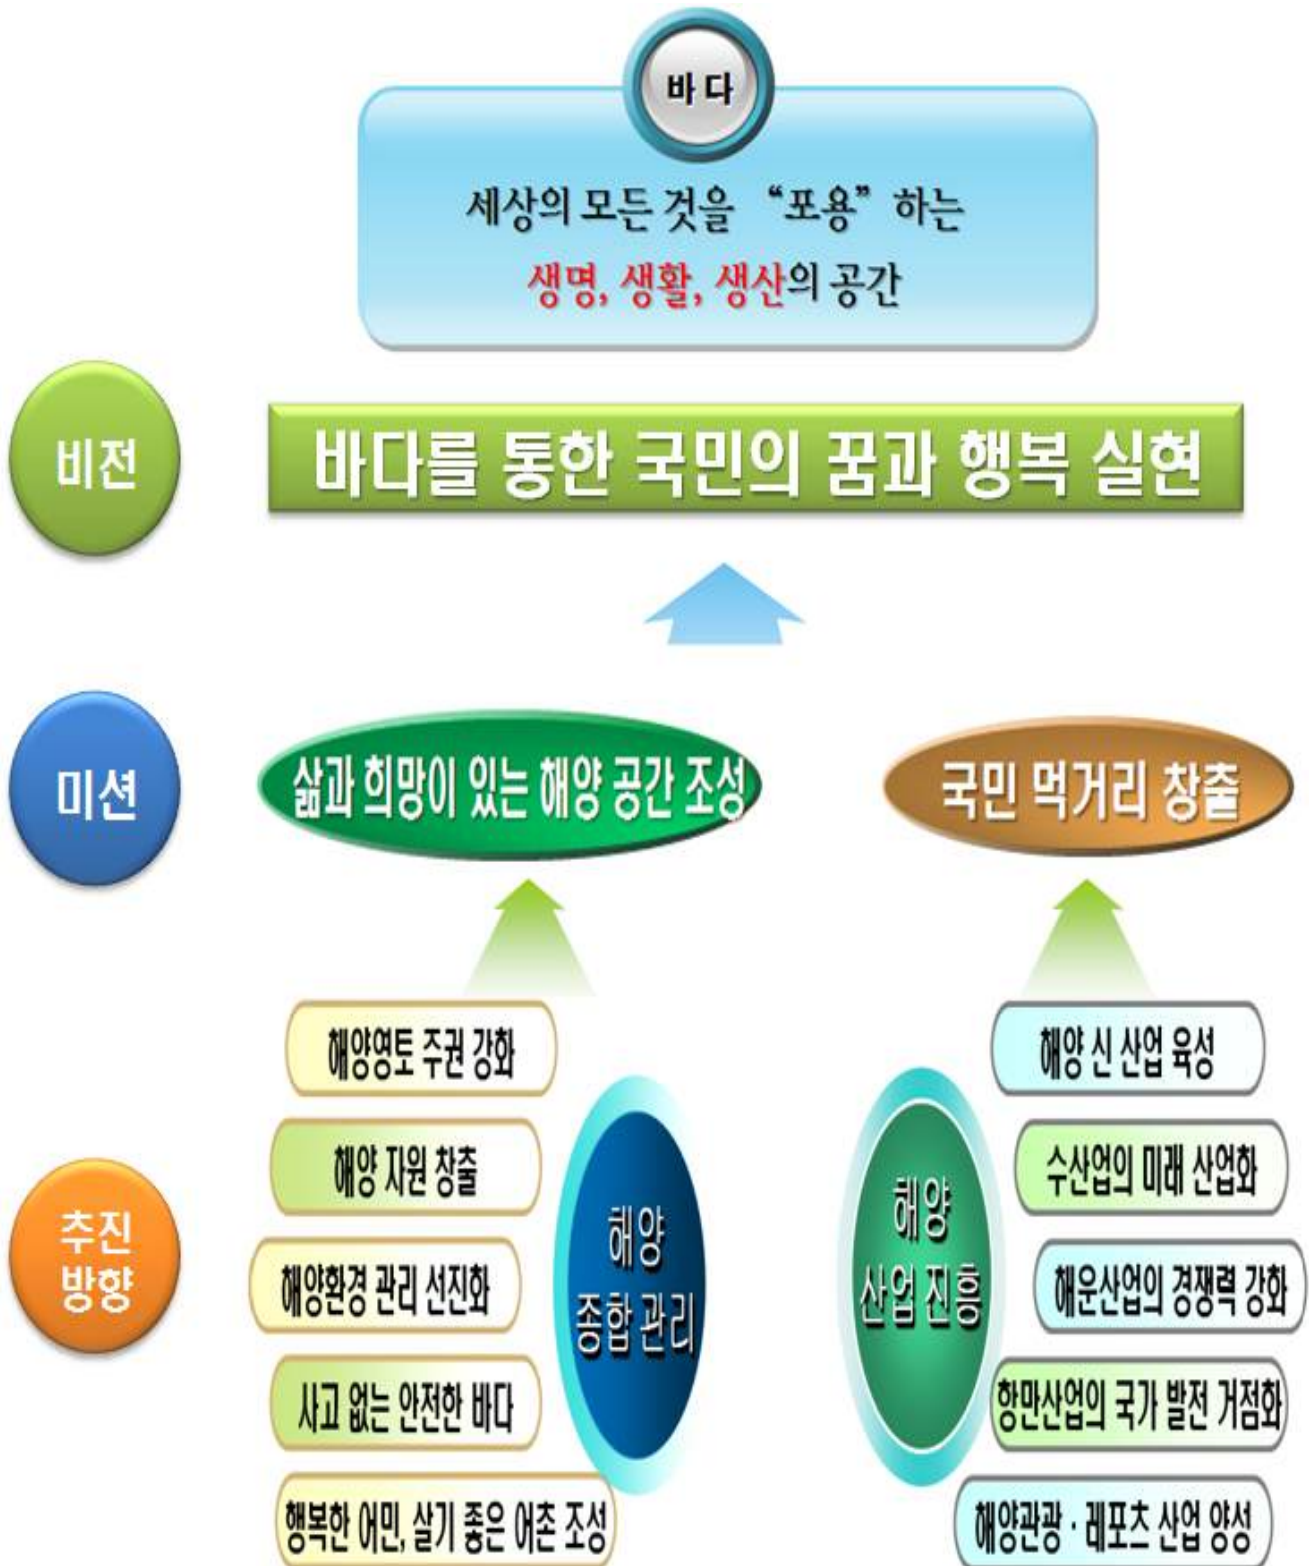 바다
세상의 모든 것을 “포용”하는
생명, 생활, 생산의 공간
비전
바다를 통한 국민의 꿈과 행복 실현
미션
삶과 희망이 있는 해양 공간 조성
국민 먹거리 창출
추진
방향
해양영토 주권 강화
해양 자원 창출
해양환경 관리 선진화
사고 없는 안전한 바다
행복한 어민, 살기 좋은 어촌 조성
해양
종합 관리
해양
산업 진흥
해양 신 산업 육성
수산업의 미래 산업화
해운산업의 경쟁력 강화
항만산업의 국가 발전 거점화
해양관광 · 레포츠 산업 양성